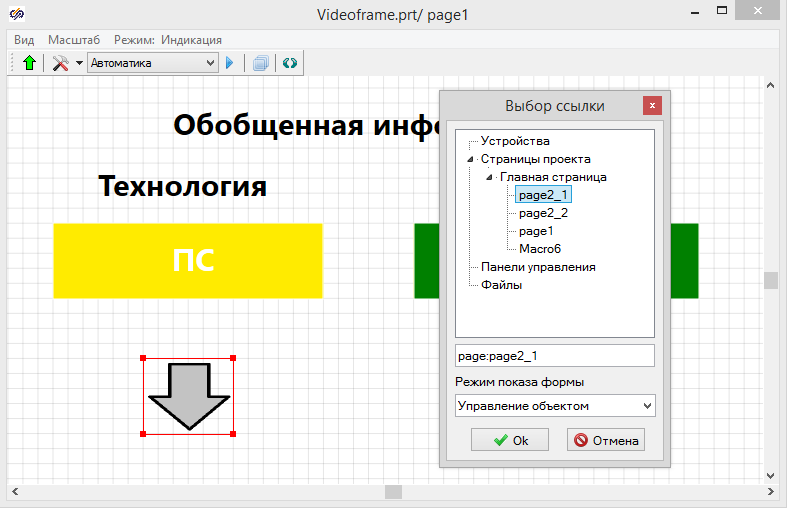 Videoframe.prt/ page1
Вид Масштаб Режим: Индикация
Автоматика
Обобщенная инфо
Технология
ПС
Выбор ссылки
Устройства
Страницы проекта
Главная страница
page2_1
page2_2
page1
Macro6
Панели управления
Файлы
page:page2_1
Режим показа формы
Управление объектом
Ok Отмена